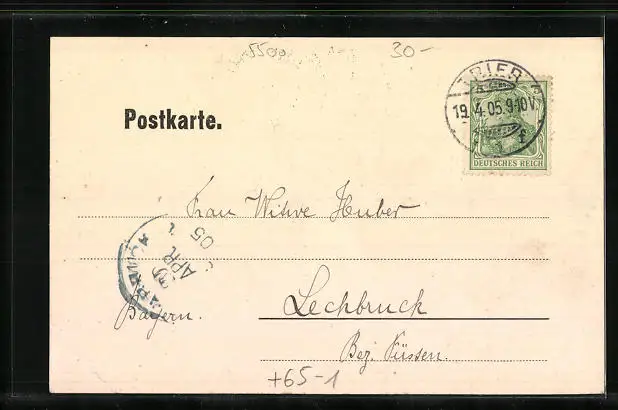 5500 30-
TRIER
19.4.05.9-10V.
f
DEUTSCHES REICH
Postkarte.
Frau Witwe Huber
APR
05
Lechbruck
Bayern.
Bez. Füssen.
+65-1